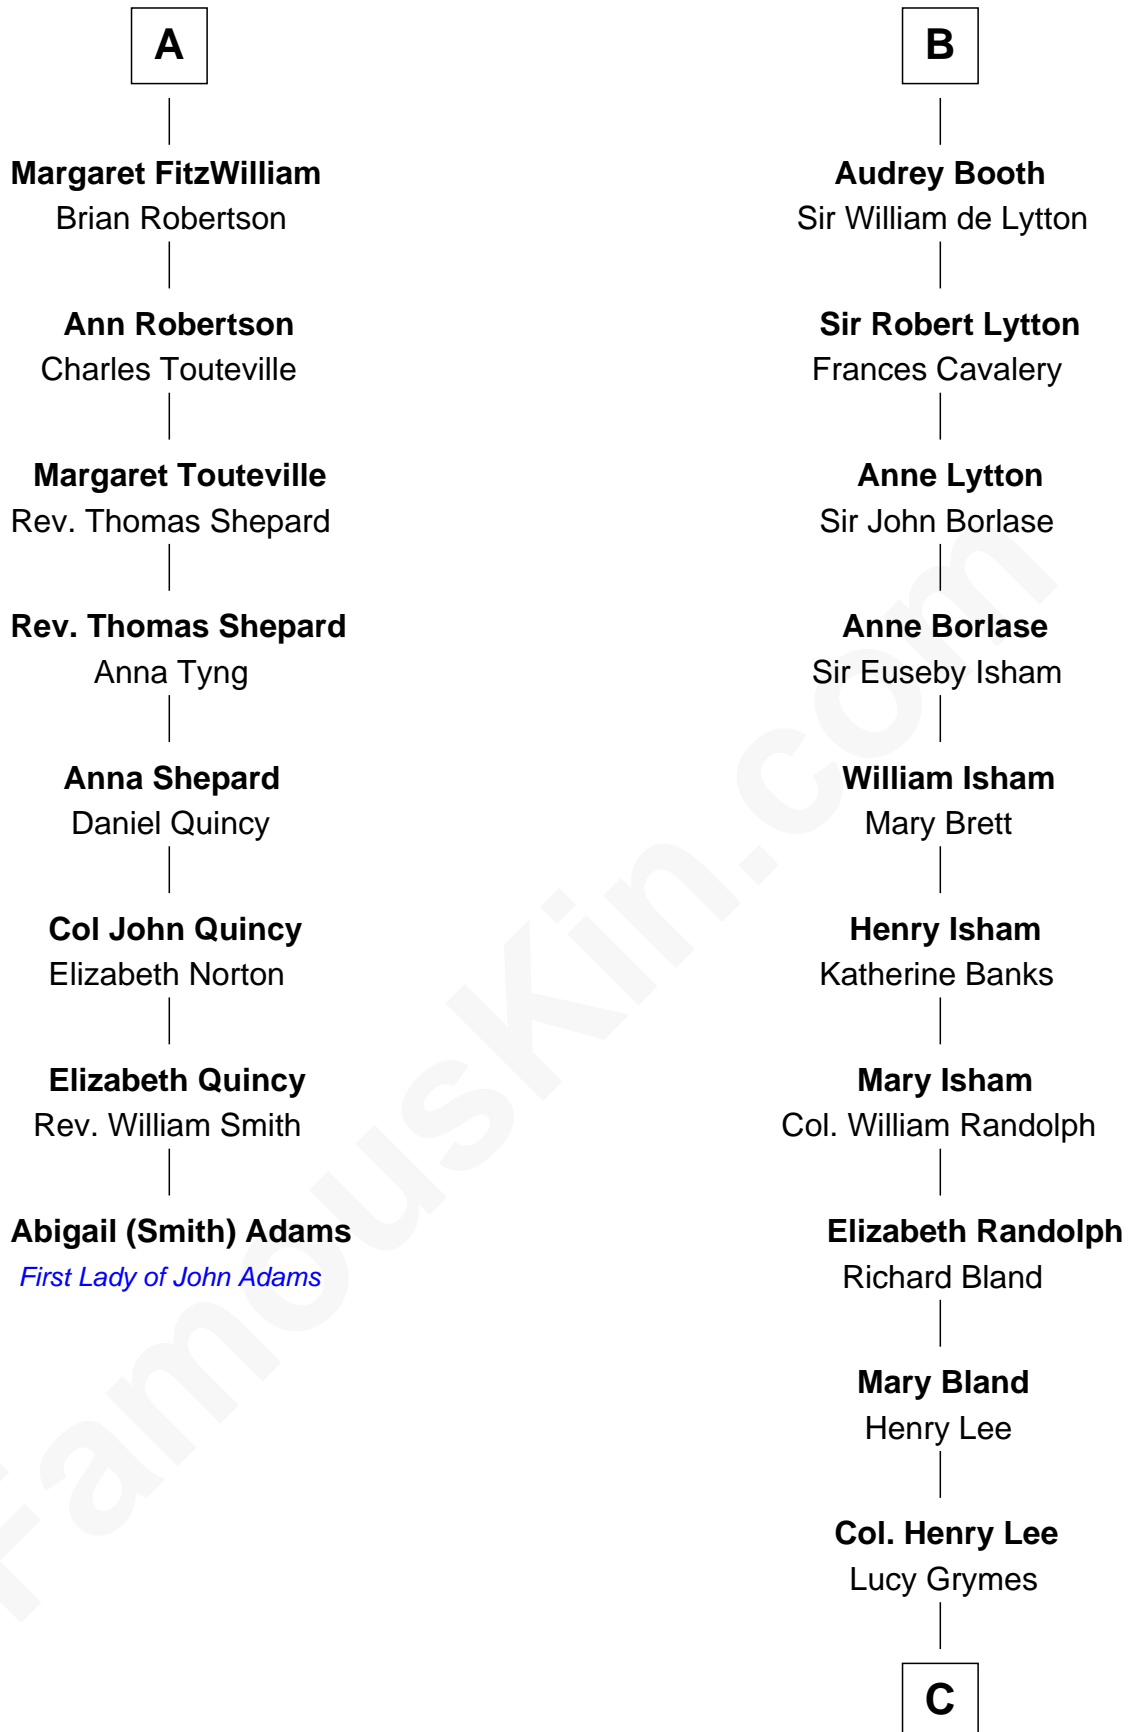 A
Margaret FitzWilliam
Brian Robertson
Ann Robertson
Charles Touteville
Margaret Touteville
Rev. Thomas Shepard
Rev. Thomas Shepard
Anna Tyng
Anna Shepard
Daniel Quincy
Col John Quincy
Elizabeth Norton
Elizabeth Quincy
Rev. William Smith
Abigail (Smith) Adams
First Lady of John Adams
B
Audrey Booth
Sir William de Lytton
Sir Robert Lytton
Frances Cavalery
Anne Lytton
Sir John Borlase
Anne Borlase
Sir Euseby Isham
William Isham
Mary Brett
Henry Isham
Katherine Banks
Mary Isham
Col. William Randolph
Elizabeth Randolph
Richard Bland
Mary Bland
Henry Lee
Col. Henry Lee
Lucy Grymes
C
FamousKin.com